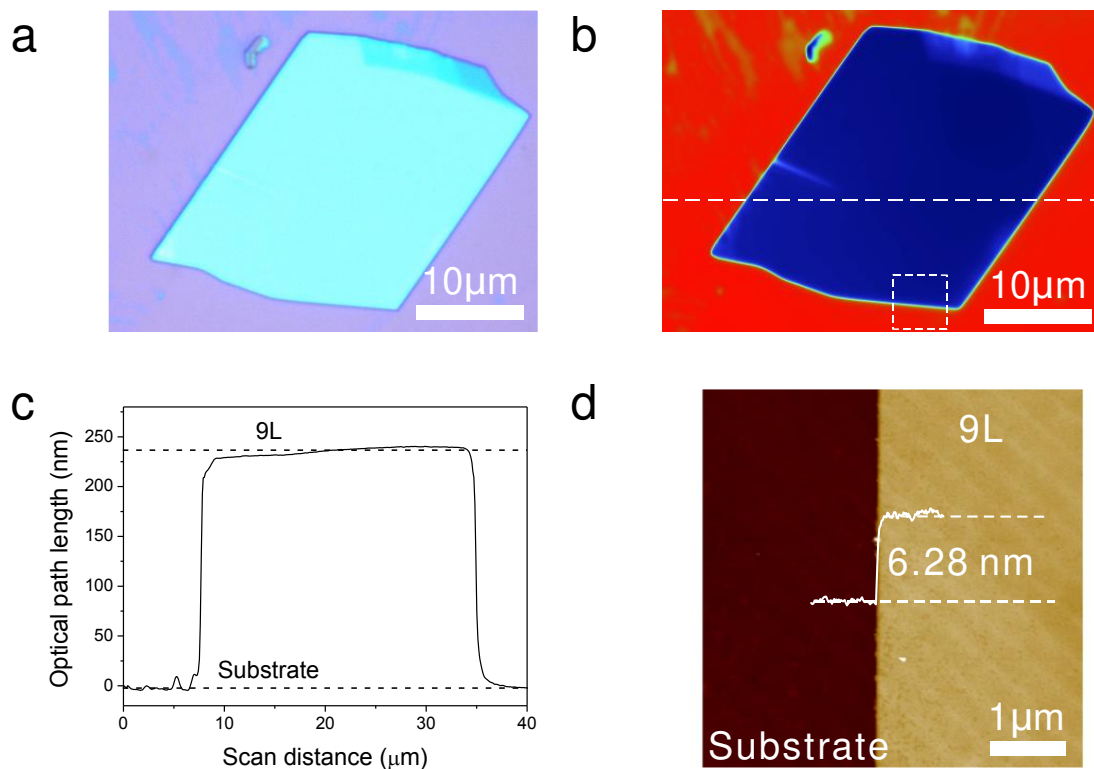 a
b
10μm
10μm
c
d
Optical path length (nm)
250
200
150
100
50
0
9L
Substrate
0
10
20
30
40
Scan distance (μm)
9L
6.28 nm
Substrate
1μm